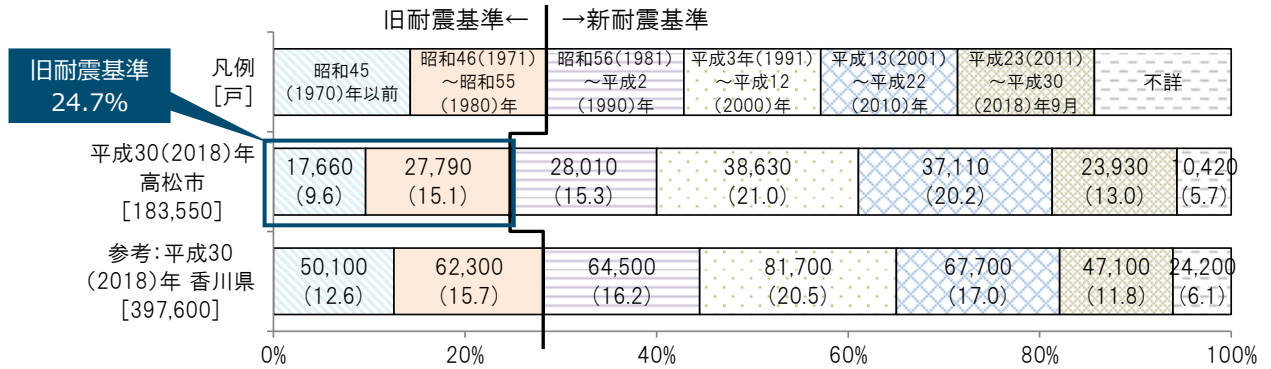 旧耐震基準← →新耐震基準
旧耐震基準
24.7%
凡例
[戸]
昭和45
(1970)年以前
昭和46(1971)
～昭和55
(1980)年
昭和56(1981)
～平成2
(1990)年
平成3年(1991)
～平成12
(2000)年
平成13(2001)
～平成22
(2010)年
平成23(2011)
～平成30
(2018)年9月
不詳
平成30(2018)年
高松市
[183,550]
17,660
(9.6)
27,790
(15.1)
28,010
(15.3)
38,630
(21.0)
37,110
(20.2)
23,930
(13.0)
10,420
(5.7)
参考：平成30
(2018)年 香川県
[397,600]
50,100
(12.6)
62,300
(15.7)
64,500
(16.2)
81,700
(20.5)
67,700
(17.0)
47,100
(11.8)
24,200
(6.1)
0% 20% 40% 60% 80% 100%